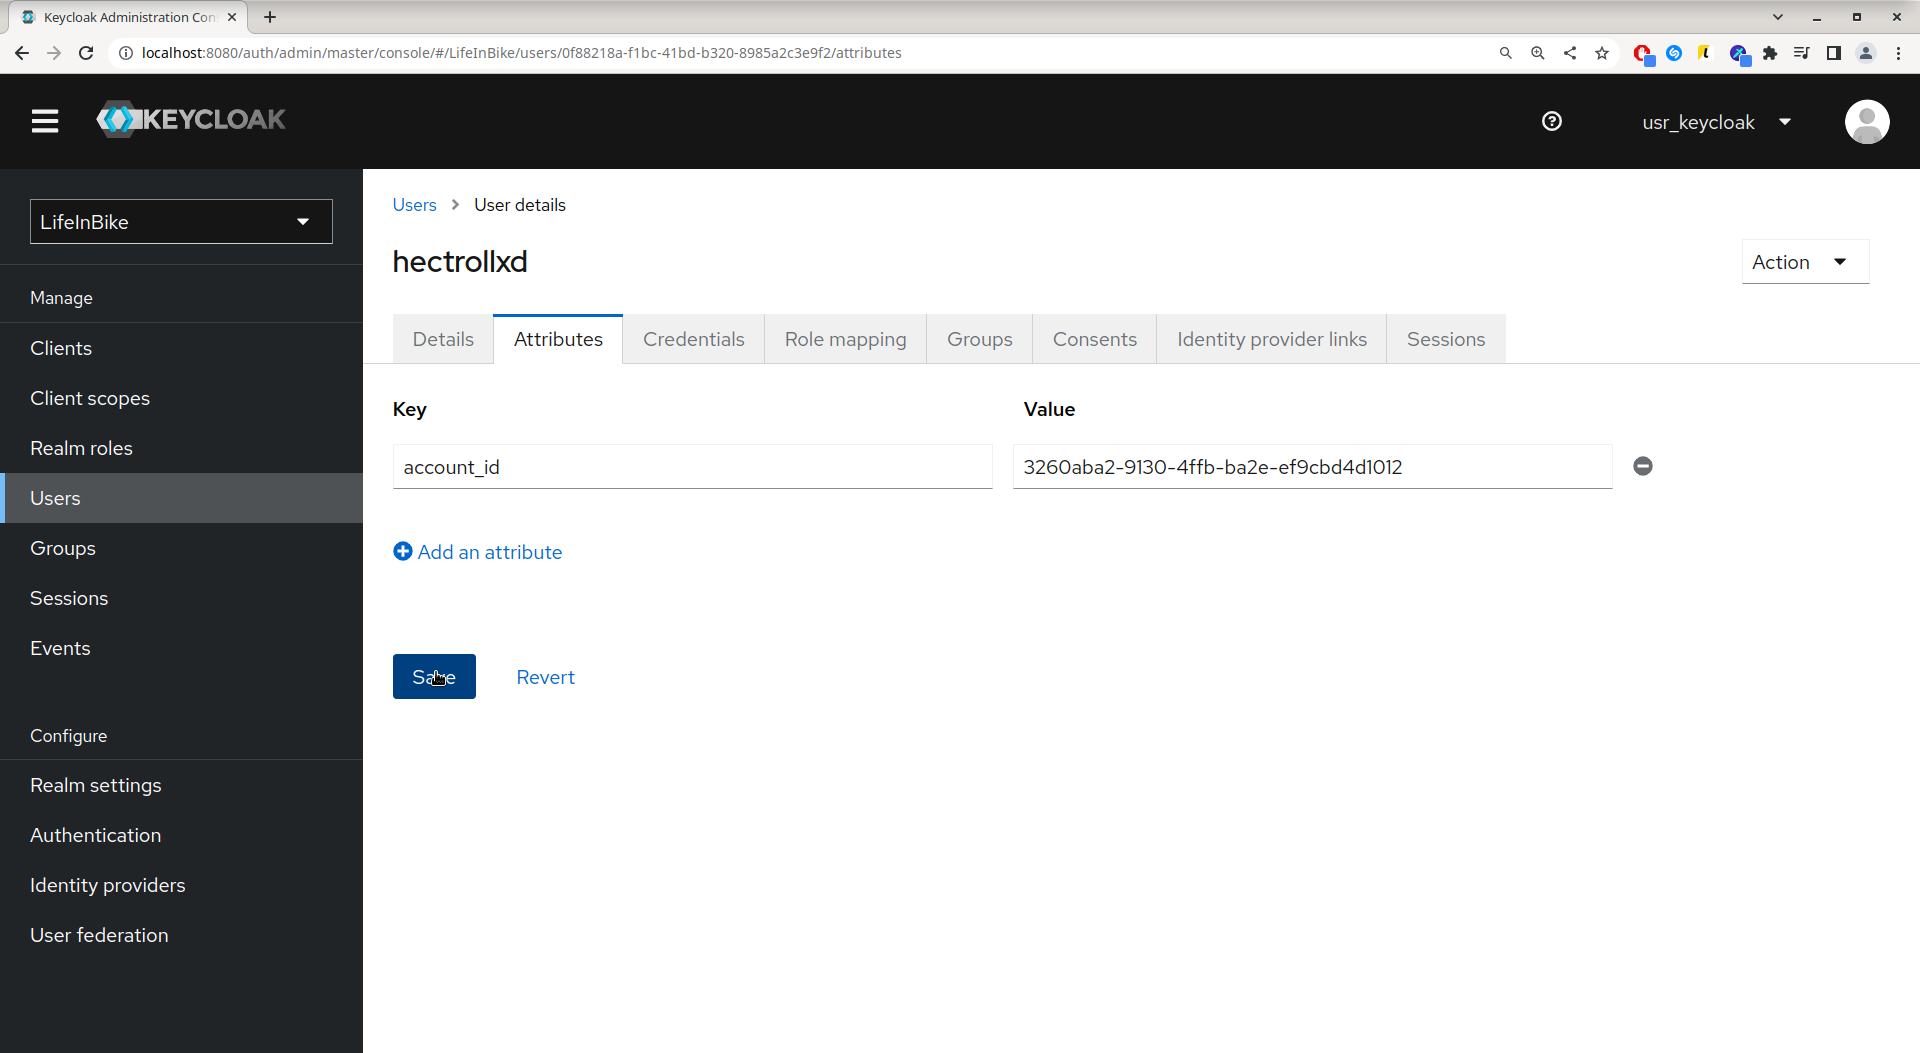 Keycloak Administration Con
localhost:8080/auth/admin/master/console/#/LifeInBike/users/0f88218a-f1bc-41bd-b320-8985a2c3e9f2/attributes
KEYCLOAK
usr_keycloak
LifeInBike
Manage
Clients
Client scopes
Realm roles
Users
Groups
Sessions
Events
Configure
Realm settings
Authentication
Identity providers
User federation
Users > User details
hectrollxd
Action
Details Attributes Credentials Role mapping Groups Consents Identity provider links Sessions
Key Value
account_id 3260aba2-9130-4ffb-ba2e-ef9cbd4d1012
Add an attribute
Save Revert